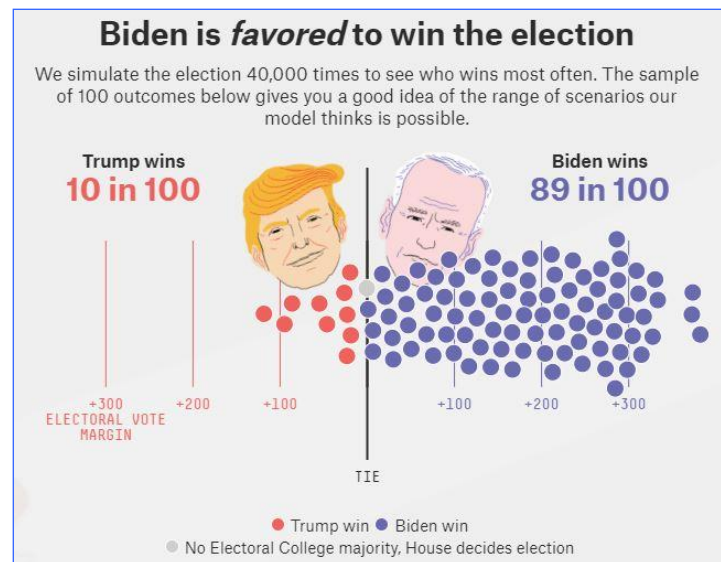 Biden is favored to win the election
We simulate the election 40,000 times to see who wins most often. The sample
of 100 outcomes below gives you a good idea of the range of scenarios our
model thinks is possible.
Trump wins
10 in 100
Biden wins
89 in 100
+300
+200
+100
+100
+200
+300
ELECTORAL VOTE
MARGIN
TIE
Trump win Biden win
No Electoral College majority, House decides election